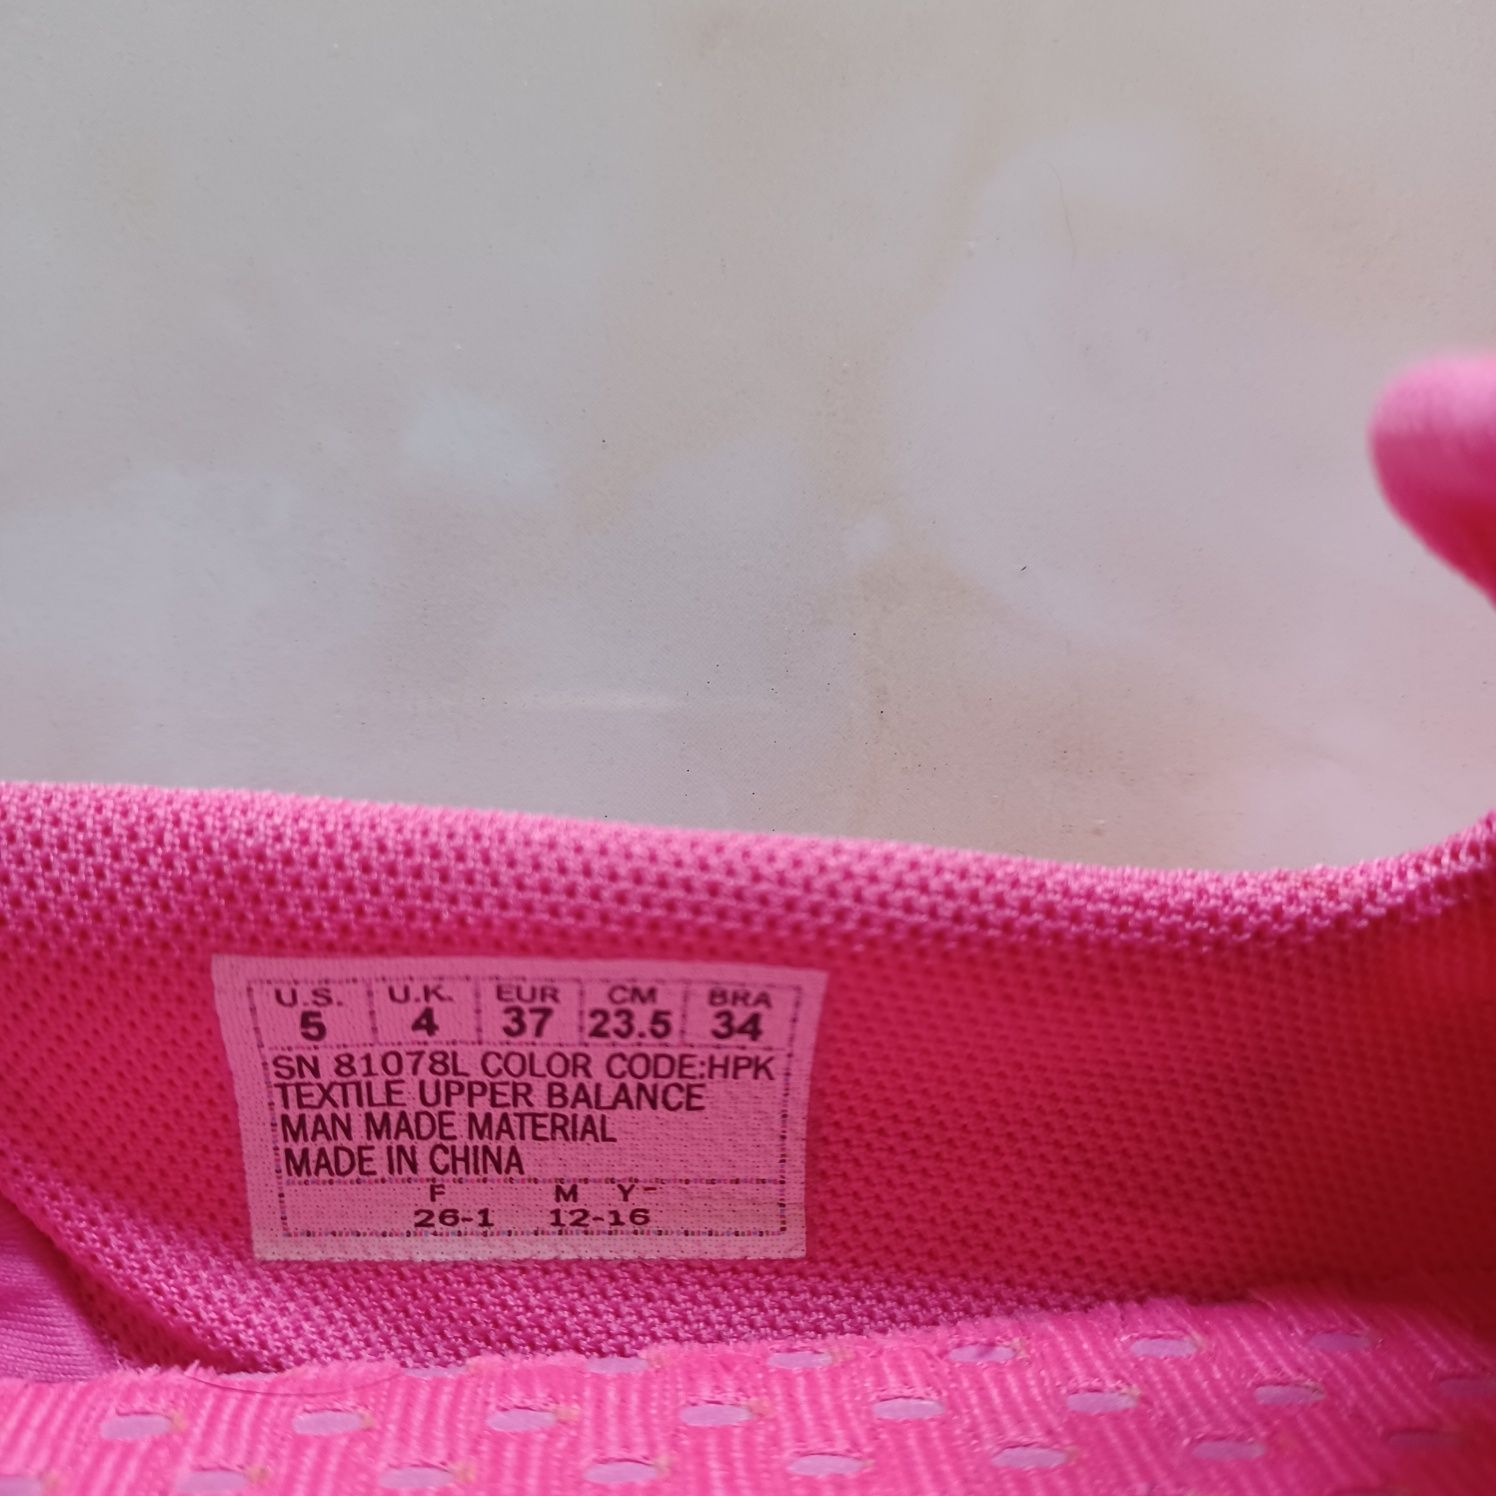 U.S. U.K. EUR CM BRA
5 4 37 23.5 34
SN 81078L COLOR CODE:HPK
TEXTILE UPPER BALANCE
MAN MADE MATERIAL
MADE IN CHINA
F M Y-
26-1 12-16